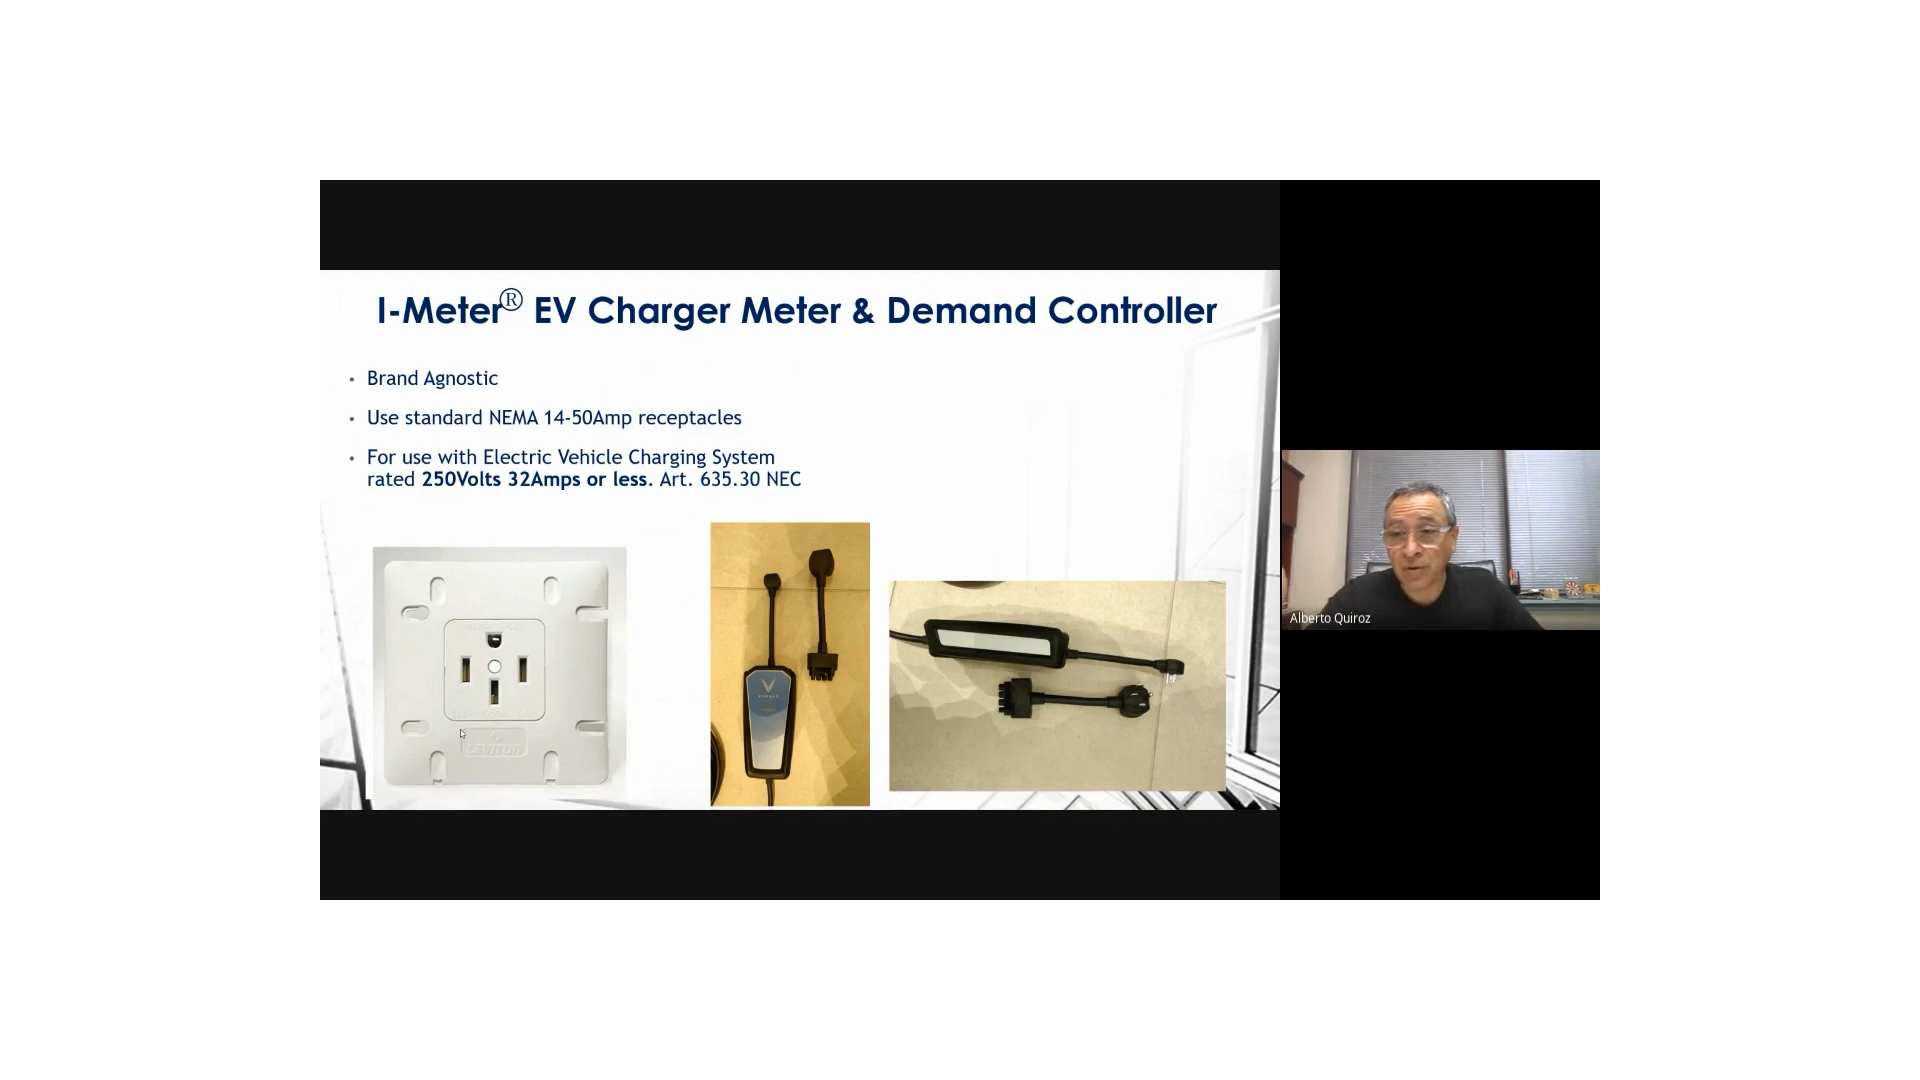 I-Meter® EV Charger Meter & Demand Controller
• Brand Agnostic
• Use standard NEMA 14-50Amp receptacles
• For use with Electric Vehicle Charging System
rated 250Volts 32Amps or less. Art. 635.30 NEC
LEVITON
Alberto Quiroz